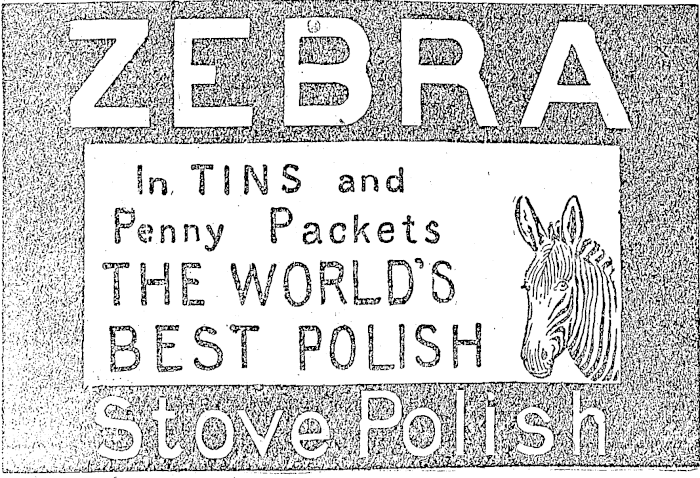 ZEBRA
In TINS and
Penny Packets
THE WORLD'S
BEST POLISH
Stove Polish